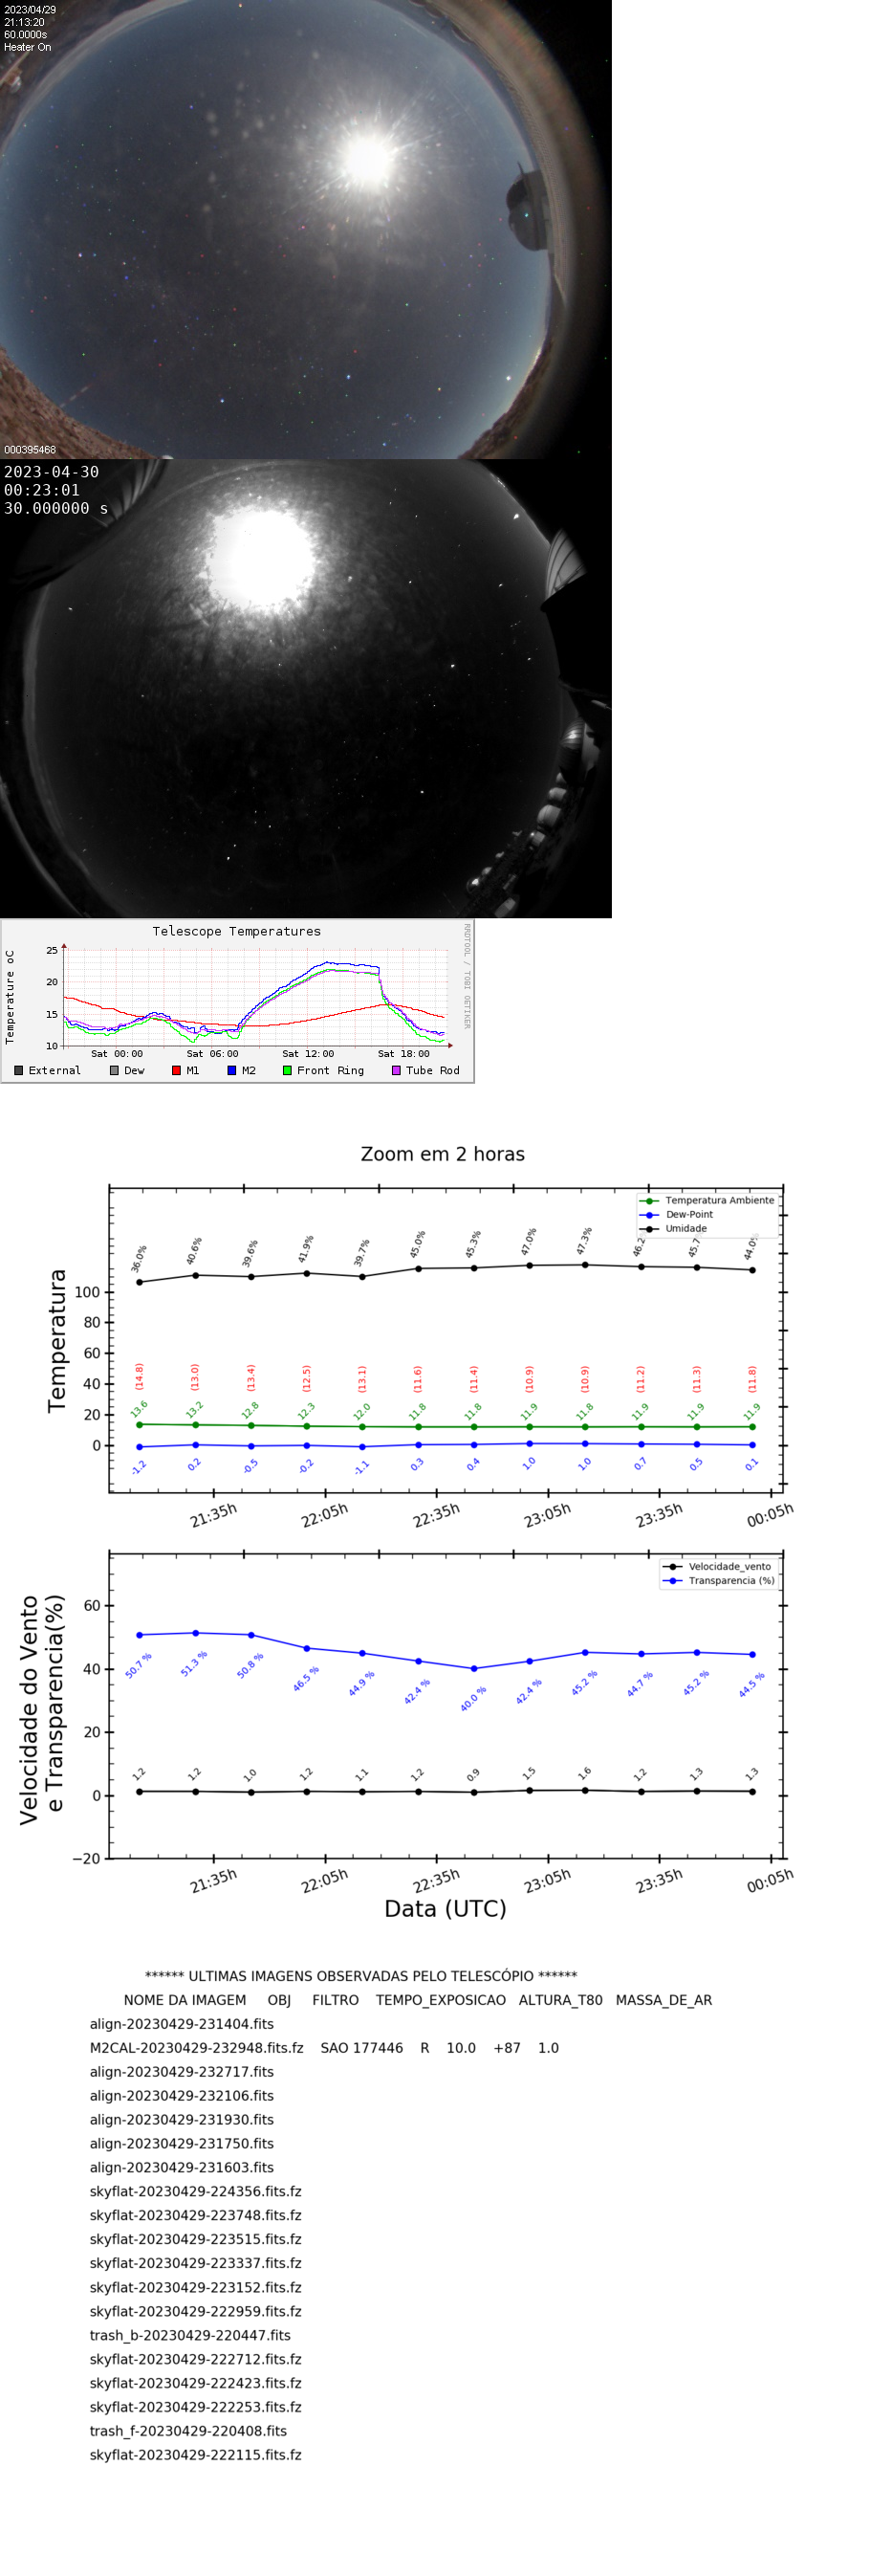 2023/04/29
21:13:20
60.0000s
Heater On
000395468
2023-04-30
00:23:01
30.000000 s
Telescope Temperatures
RRDTOOL / TOBI OETIKER
Temperature oC
25
20
15
10
Sat 00:00 Sat 06:00 Sat 12:00 Sat 18:00
External Dew M1 M2 Front Ring Tube Rod
Zoom em 2 horas
Temperatura Ambiente
Dew-Point
Umidade
36.0% 40.6% 39.6% 41.9% 39.7% 45.0% 45.3% 47.0% 47.3% 46.2 45.7 44.0%
Temperatura
100
80
60
40
20
0
(14.8) (13.0) (13.4) (12.5) (13.1) (11.6) (11.4) (10.9) (10.9) (11.2) (11.3) (11.8)
13.6 13.2 12.8 12.3 12.0 11.8 11.8 11.9 11.8 11.9 11.9 11.9
-1.2 0.2 -0.5 -0.2 -1.1 0.3 0.4 1.0 1.0 0.7 0.5 0.1
21:35h 22:05h 22:35h 23:05h 23:35h 00:05h
Velocidade_vento
Transparencia (%)
Velocidade do Vento
e Transparencia(%)
60
40
20
0
−20
50.7 % 51.3 % 50.8 % 46.5 % 44.9 % 42.4 % 40.0 % 42.4 % 45.2 % 44.7 % 45.2 % 44.5 %
1.2 1.2 1.0 1.2 1.1 1.2 0.9 1.5 1.6 1.2 1.3 1.3
21:35h 22:05h 22:35h 23:05h 23:35h 00:05h
Data (UTC)
****** ULTIMAS IMAGENS OBSERVADAS PELO TELESCÓPIO ******
NOME DA IMAGEM OBJ FILTRO TEMPO_EXPOSICAO ALTURA_T80 MASSA_DE_AR
align-20230429-231404.fits
M2CAL-20230429-232948.fits.fz SAO 177446 R 10.0 +87 1.0
align-20230429-232717.fits
align-20230429-232106.fits
align-20230429-231930.fits
align-20230429-231750.fits
align-20230429-231603.fits
skyflat-20230429-224356.fits.fz
skyflat-20230429-223748.fits.fz
skyflat-20230429-223515.fits.fz
skyflat-20230429-223337.fits.fz
skyflat-20230429-223152.fits.fz
skyflat-20230429-222959.fits.fz
trash_b-20230429-220447.fits
skyflat-20230429-222712.fits.fz
skyflat-20230429-222423.fits.fz
skyflat-20230429-222253.fits.fz
trash_f-20230429-220408.fits
skyflat-20230429-222115.fits.fz